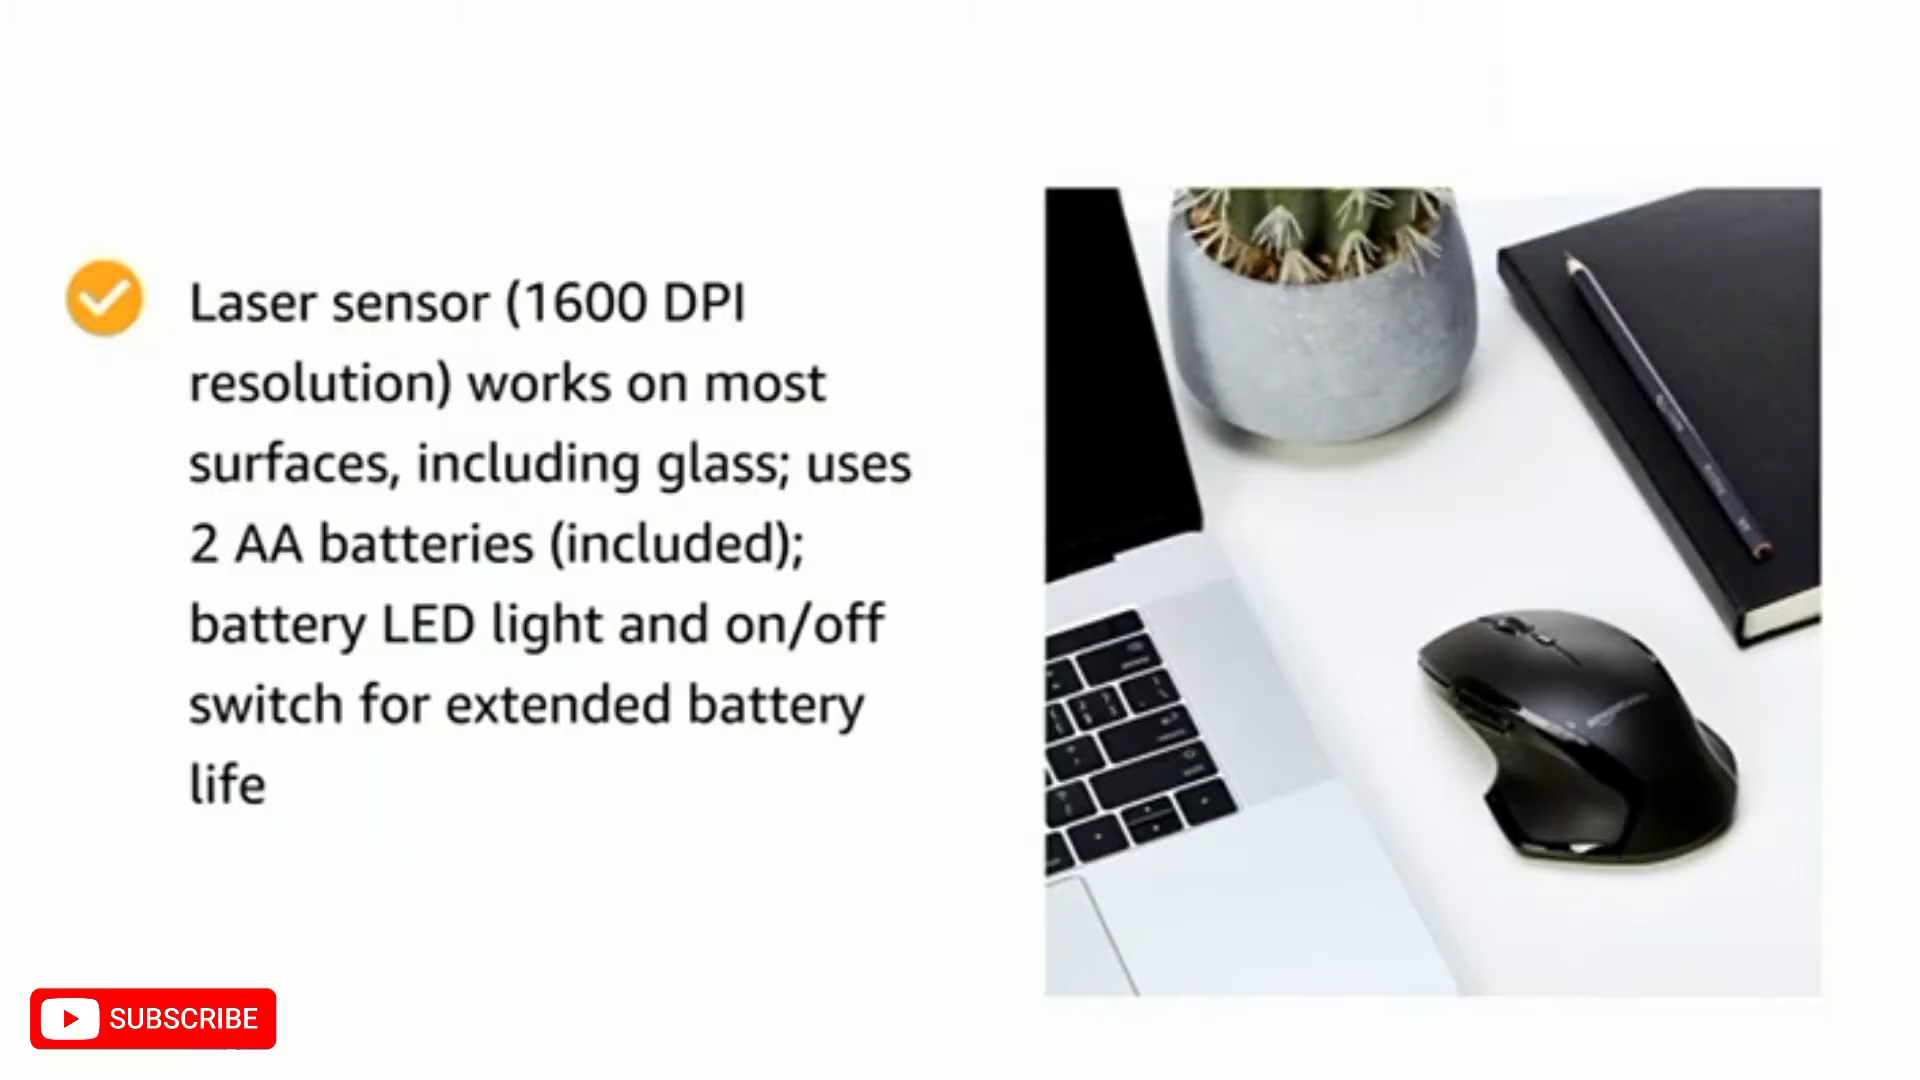 Laser sensor (1600 DPI
resolution) works on most
surfaces, including glass; uses
2 AA batteries (included);
battery LED light and on/off
switch for extended battery
life
SUBSCRIBE